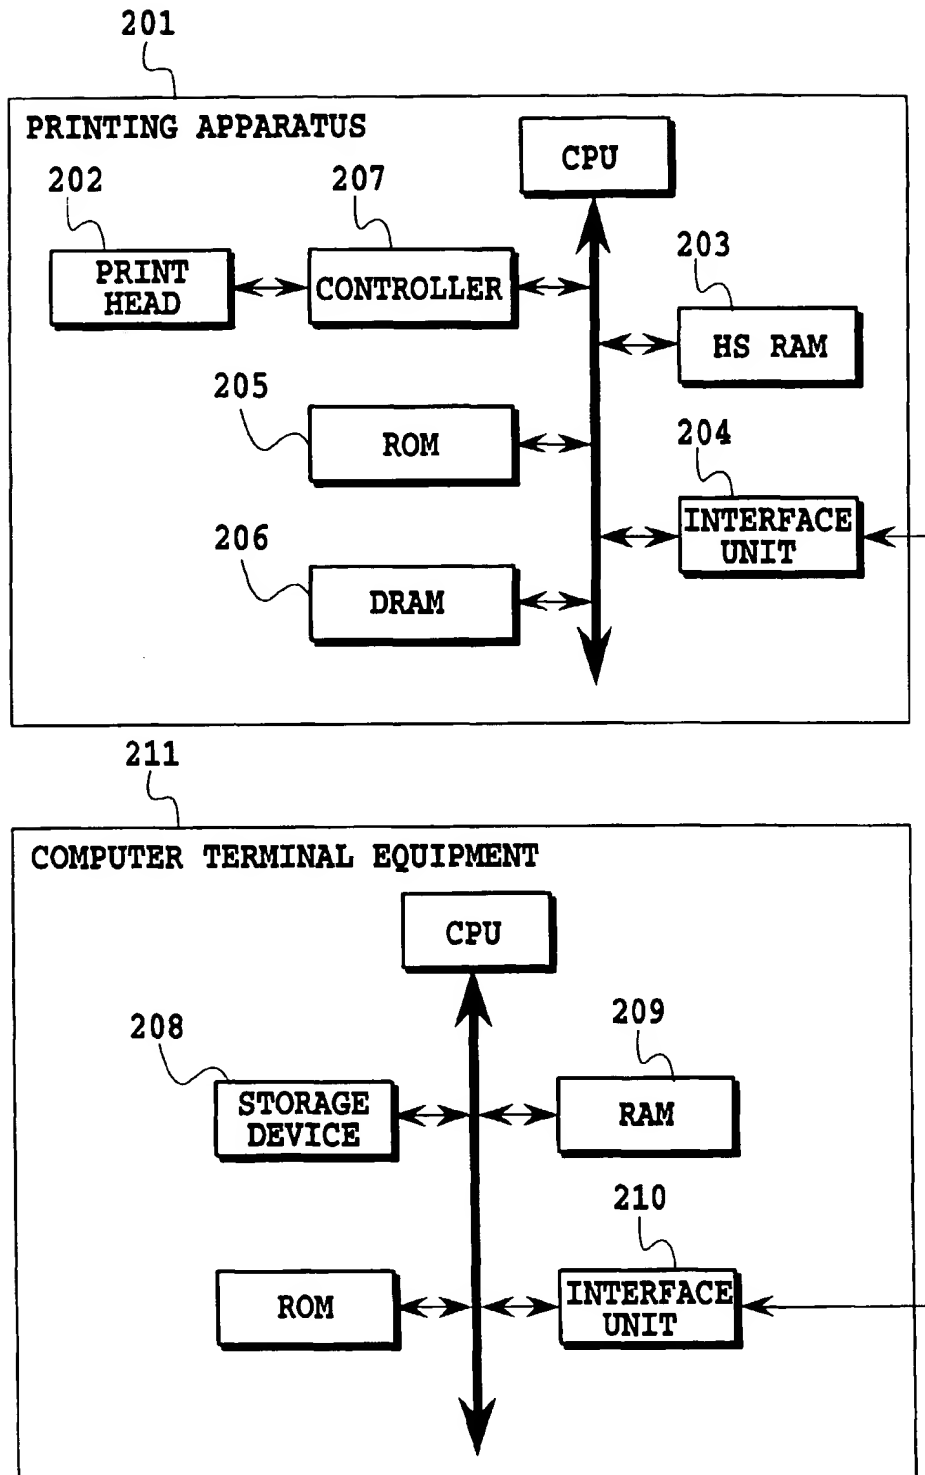 201
PRINTING APPARATUS
CPU
202
207
203
PRINT
HEAD
CONTROLLER
HS RAM
205
ROM
204
INTERFACE
UNIT
206
DRAM
211
COMPUTER TERMINAL EQUIPMENT
CPU
208
209
STORAGE
DEVICE
RAM
210
ROM
INTERFACE
UNIT